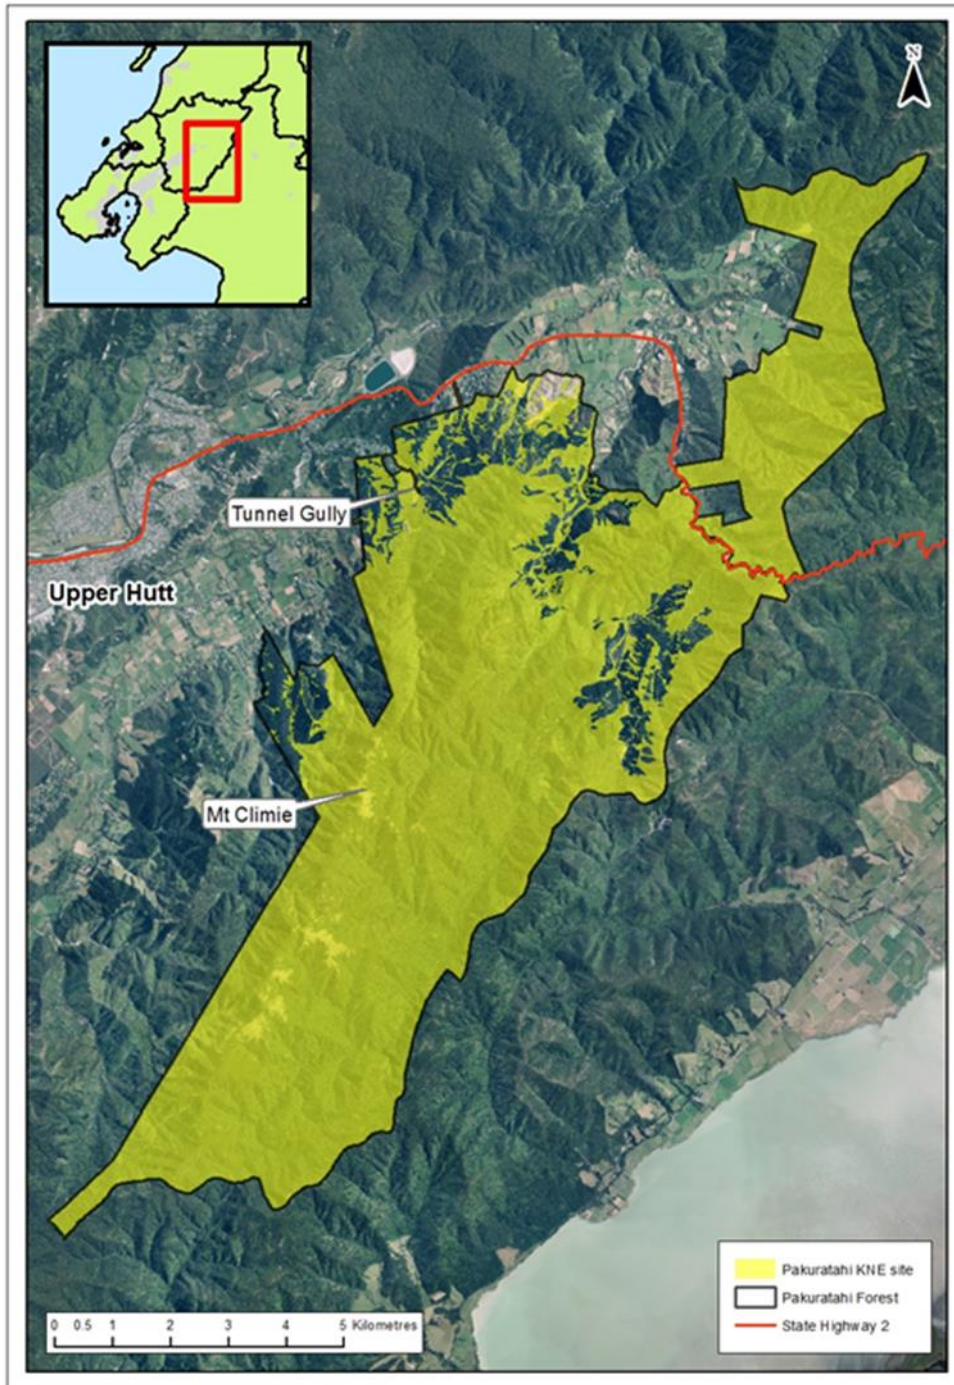 N
Tunnel Gully
Upper Hutt
Mt Climie
Pakuratahi KNE site
Pakuratahi Forest
State Highway 2
0 0.5 1 2 3 4 5 Kilometres